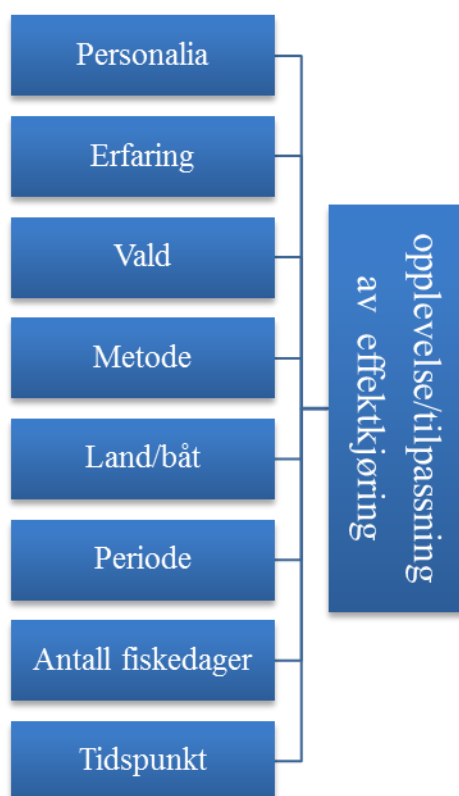 Personalia
Erfaring
Vald
Metode
Land/båt
Periode
Antall fiskedager
Tidspunkt
opplevelse/tilpassning
av effektkjøring